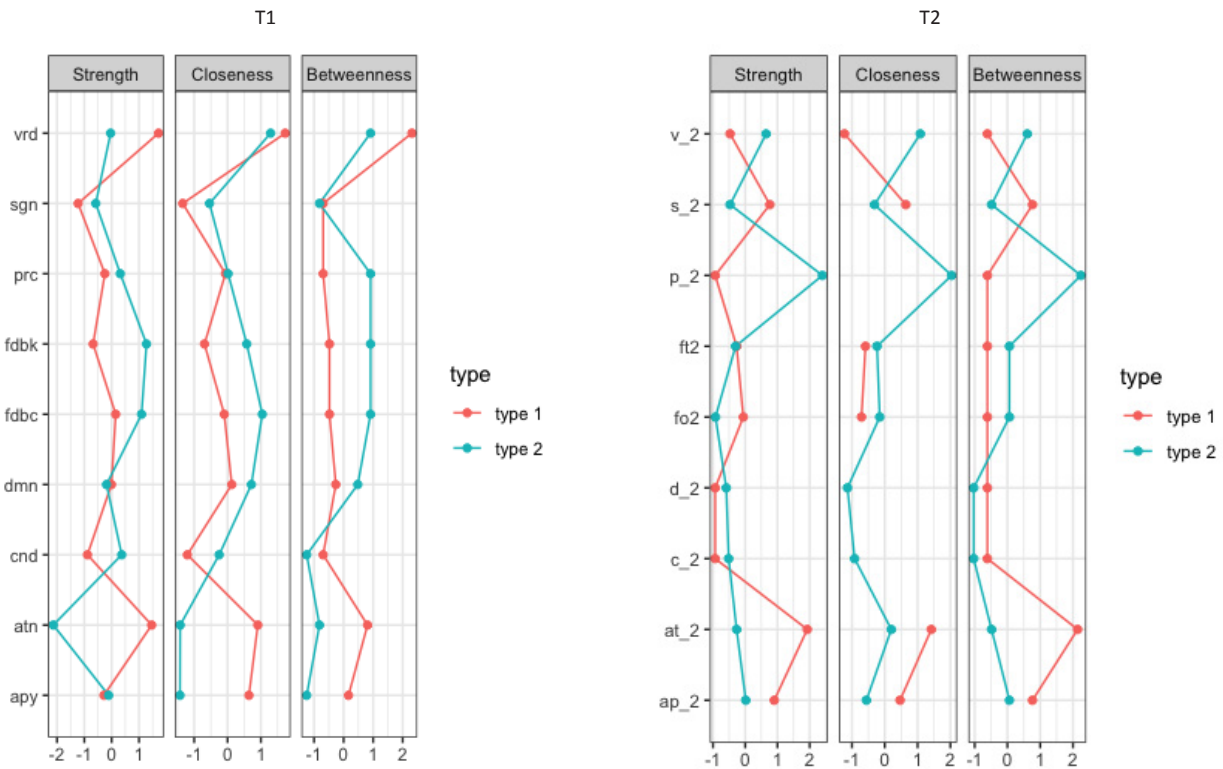 T1
T2
Strength Closeness Betweenness
vrd
sgn
prc
fdbk
fdbc
dmn
cnd
atn
apy
-2 -1 0 1
-1 0 1
-1 0 1 2
type
type 1
type 2
Strength Closeness Betweenness
v_2
s_2
p_2
ft2
fo2
d_2
c_2
at_2
ap_2
-1 0 1 2
-1 0 1 2
-1 0 1 2
type
type 1
type 2